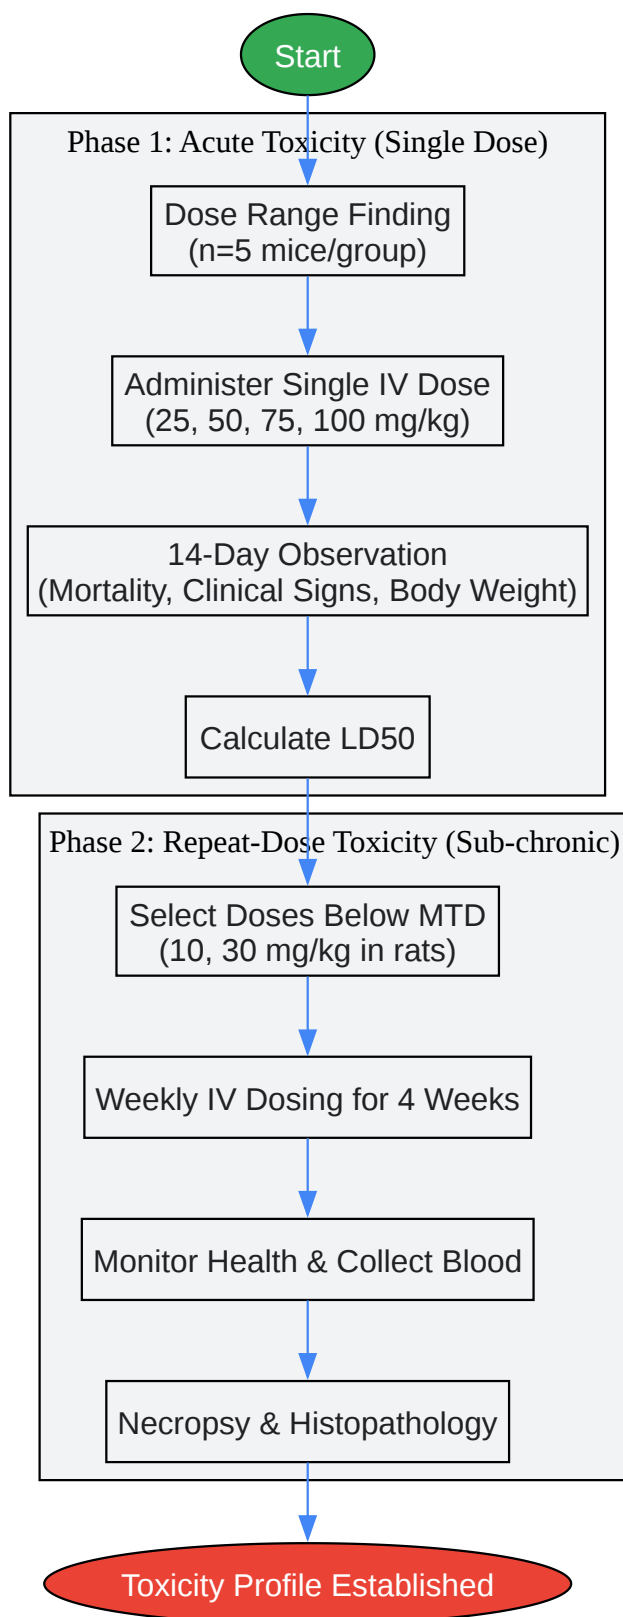 Start
Phase 1: Acute Toxicity (Single Dose)
Dose Range Finding
(n=5 mice/group)
Administer Single IV Dose
(25, 50, 75, 100 mg/kg)
14-Day Observation
(Mortality, Clinical Signs, Body Weight)
Calculate LD50
Phase 2: Repeat-Dose Toxicity (Sub-chronic)
Select Doses Below MTD
(10, 30 mg/kg in rats)
Weekly IV Dosing for 4 Weeks
Monitor Health & Collect Blood
Necropsy & Histopathology
Toxicity Profile Established